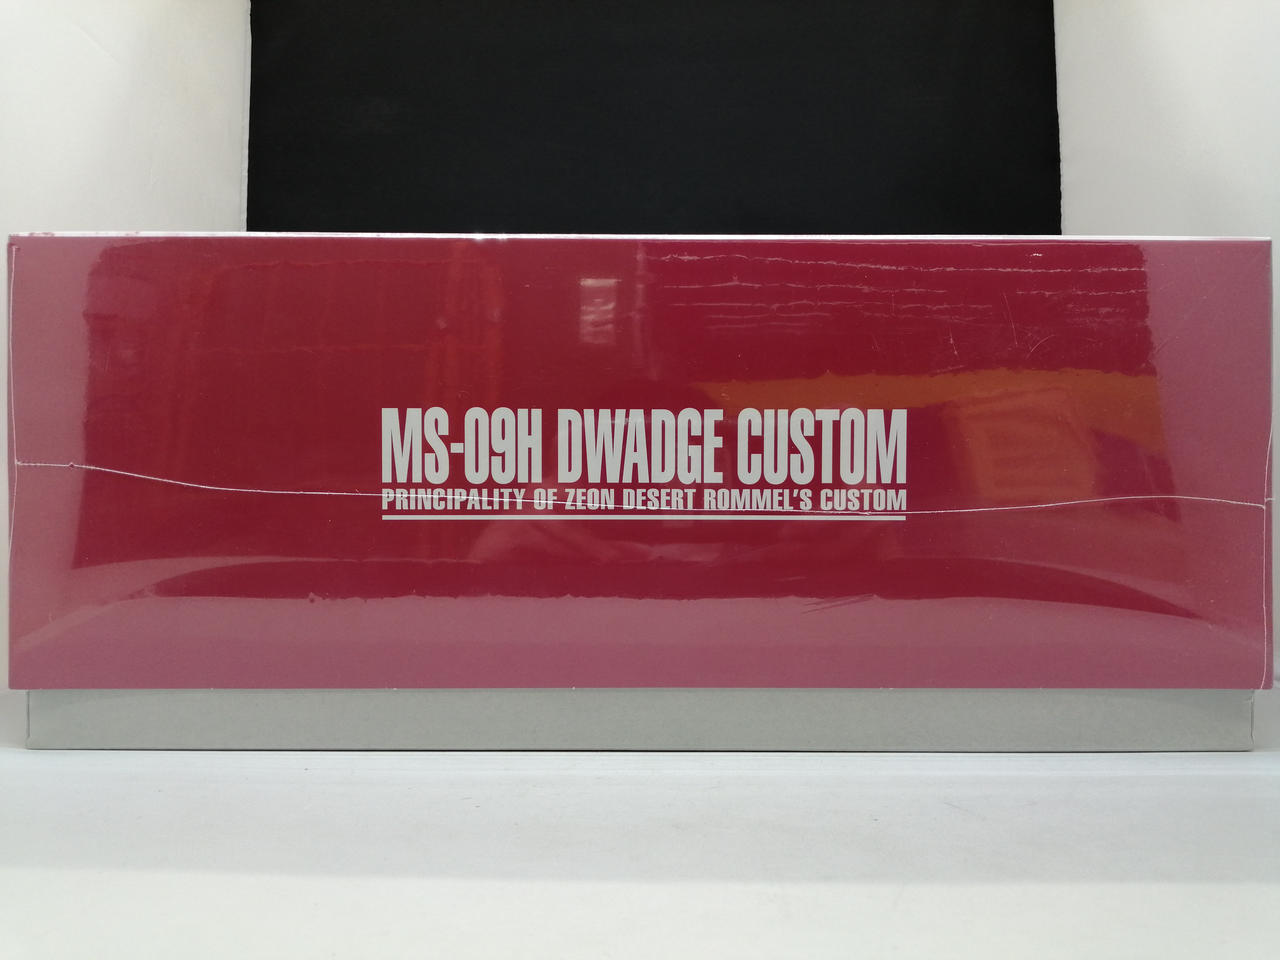 MS-09H DWADGE CUSTOM
PRINCIPALITY OF ZEON DESERT ROMMEL'S CUSTOM